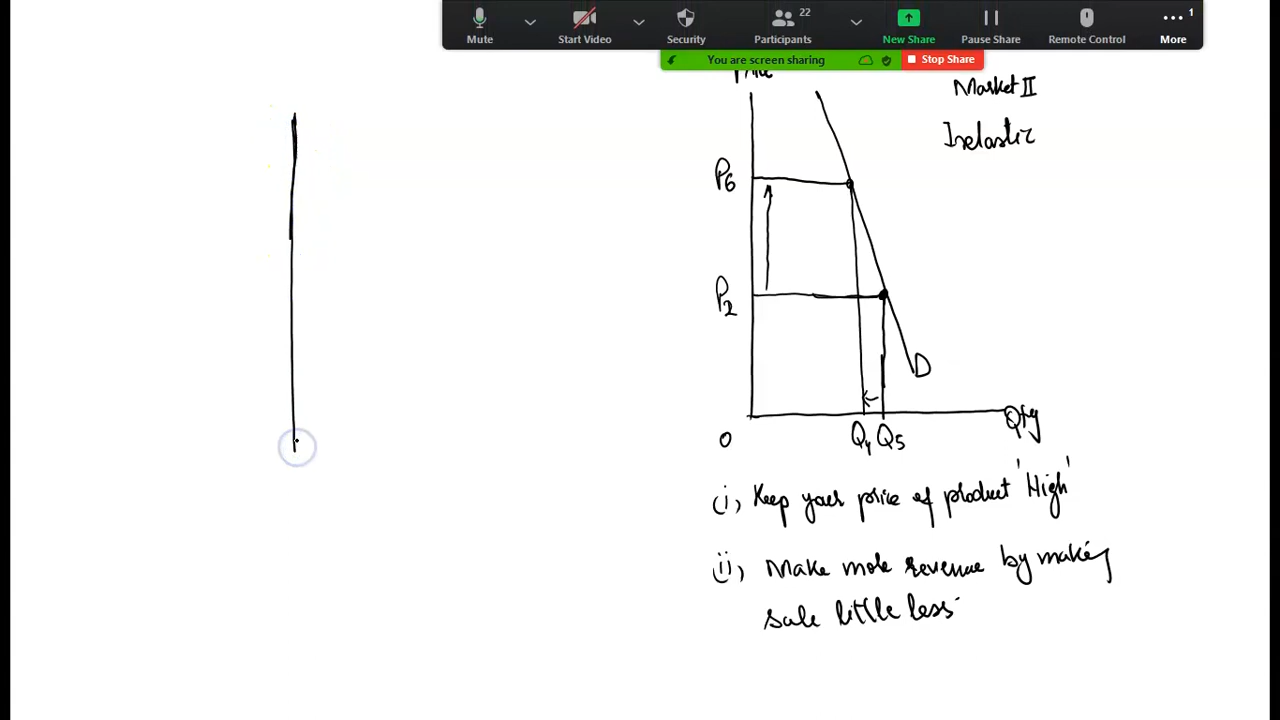 22
1
Mute
Start Video
Security
Participants
New Share
Pause Share
Remote Control
More
You are screen sharing
Stop Share
Price
Market II
Inelastic
P6
P2
D
O
Q4 Q5
Qty
(i), Keep your price of product 'High'
(ii), Make more revenue by making
sale little less